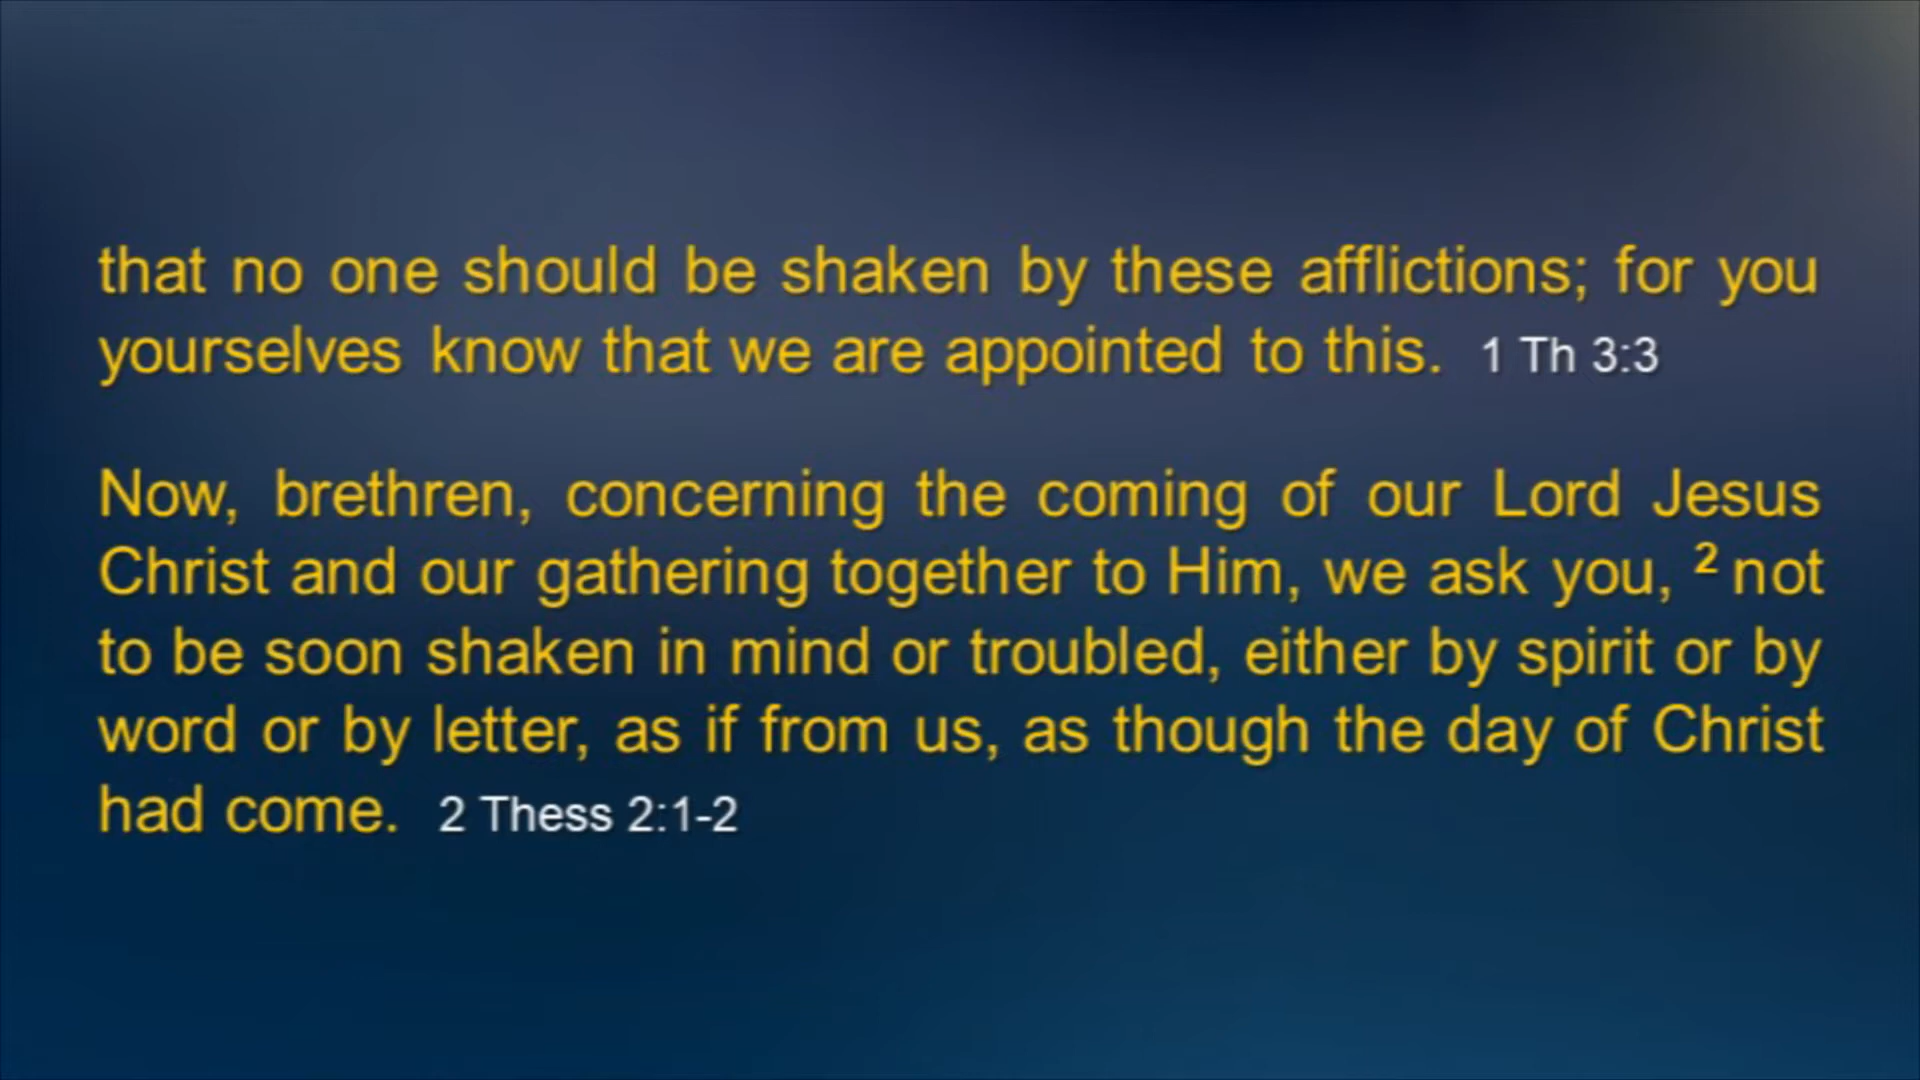 that no one should be shaken by these afflictions; for you
yourselves know that we are appointed to this. 1 Th 3:3
Now, brethren, concerning the coming of our Lord Jesus
Christ and our gathering together to Him, we ask you, ² not
to be soon shaken in mind or troubled, either by spirit or by
word or by letter, as if from us, as though the day of Christ
had come. 2 Thess 2:1-2